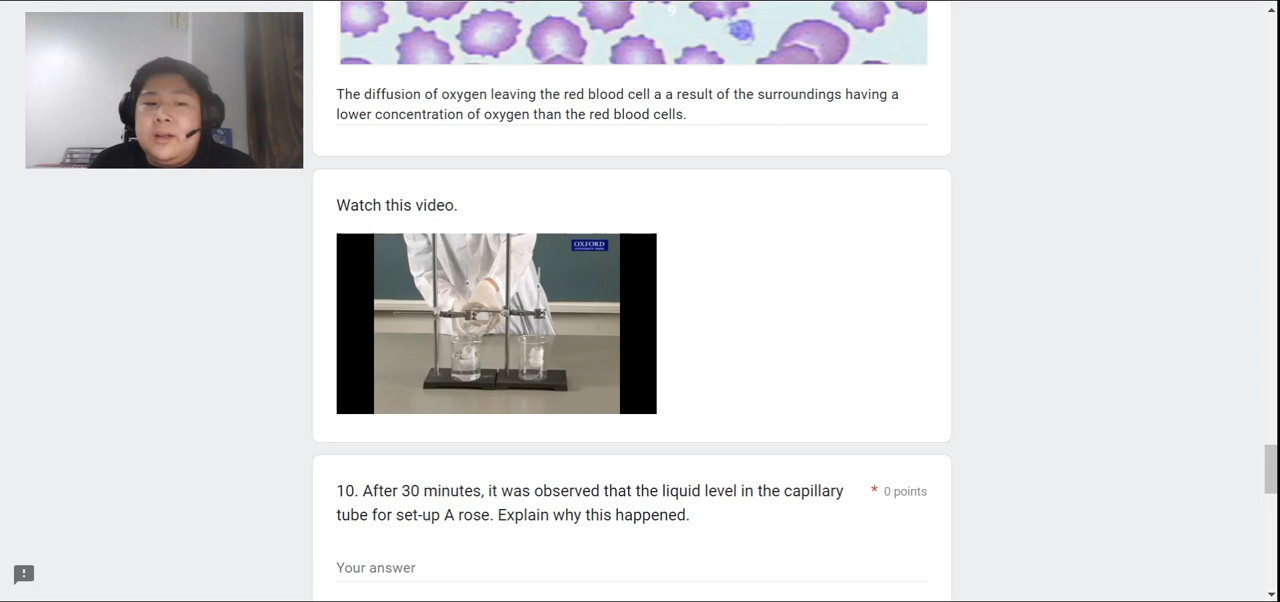 The diffusion of oxygen leaving the red blood cell a a result of the surroundings having a
lower concentration of oxygen than the red blood cells.
Watch this video.
OXFORD
UNIVERSITY PRESS
10. After 30 minutes, it was observed that the liquid level in the capillary * 0 points
tube for set-up A rose. Explain why this happened.
Your answer